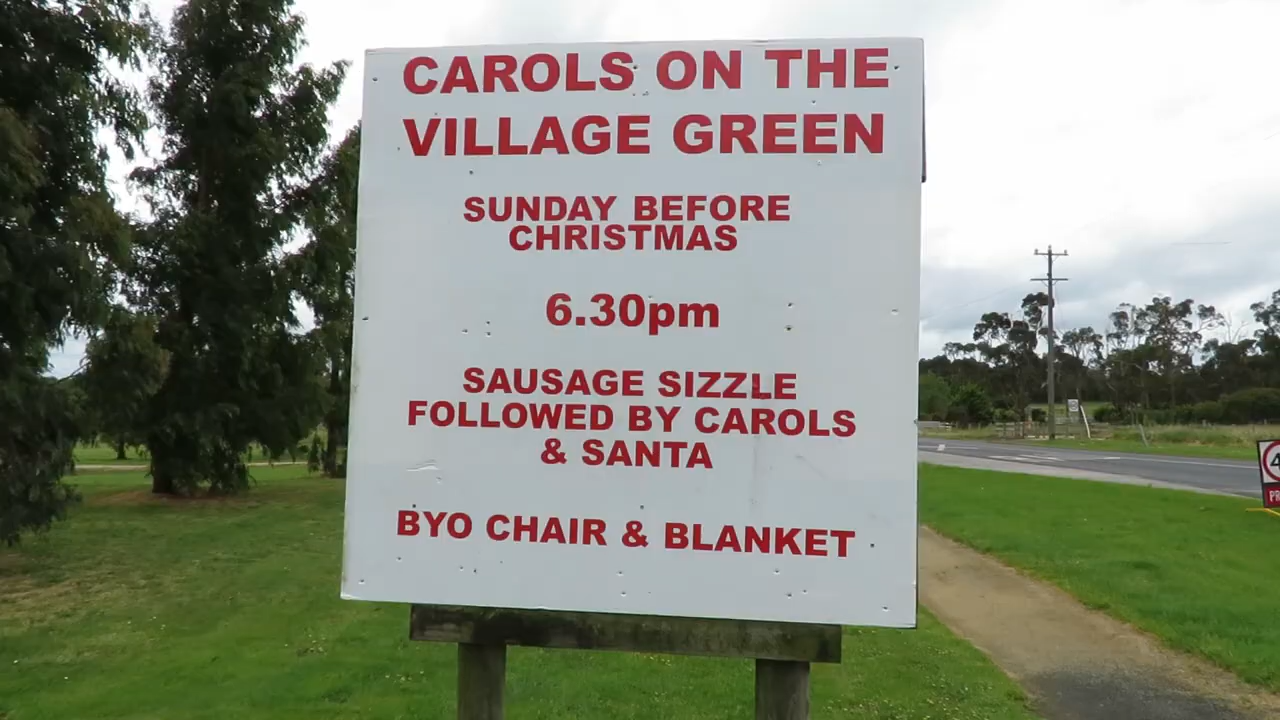 CAROLS ON THE
VILLAGE GREEN
SUNDAY BEFORE
CHRISTMAS
6.30pm
SAUSAGE SIZZLE
FOLLOWED BY CAROLS
& SANTA
BYO CHAIR & BLANKET